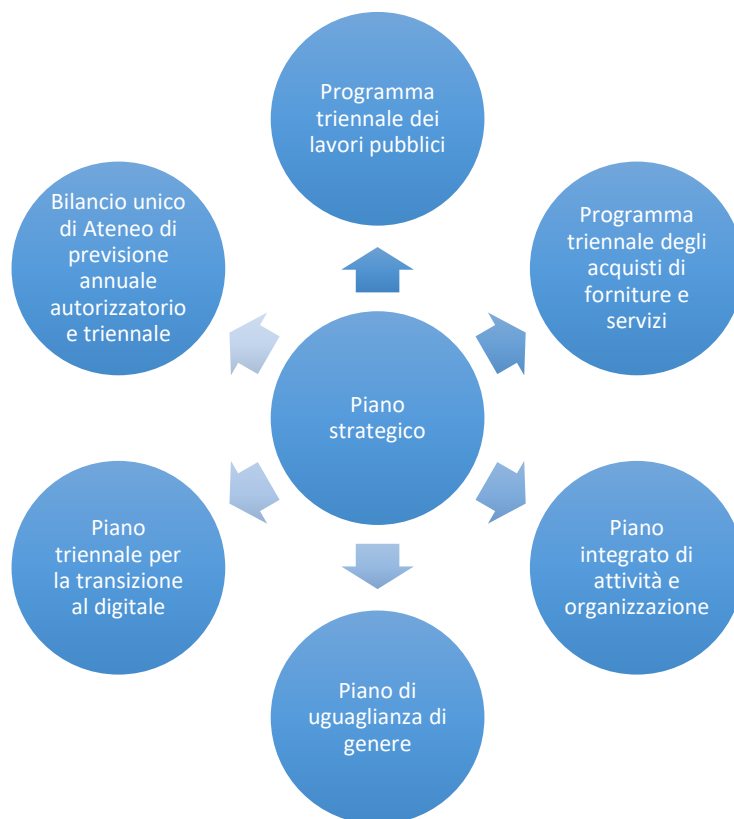 Programma
triennale dei
lavori pubblici
Bilancio unico
di Ateneo di
previsione
annuale
autorizzatorio
e triennale
Programma
triennale degli
acquisti di
forniture e
servizi
Piano
strategico
Piano
triennale per
la transizione
al digitale
Piano
integrato di
attività e
organizzazione
Piano di
uguaglianza di
genere